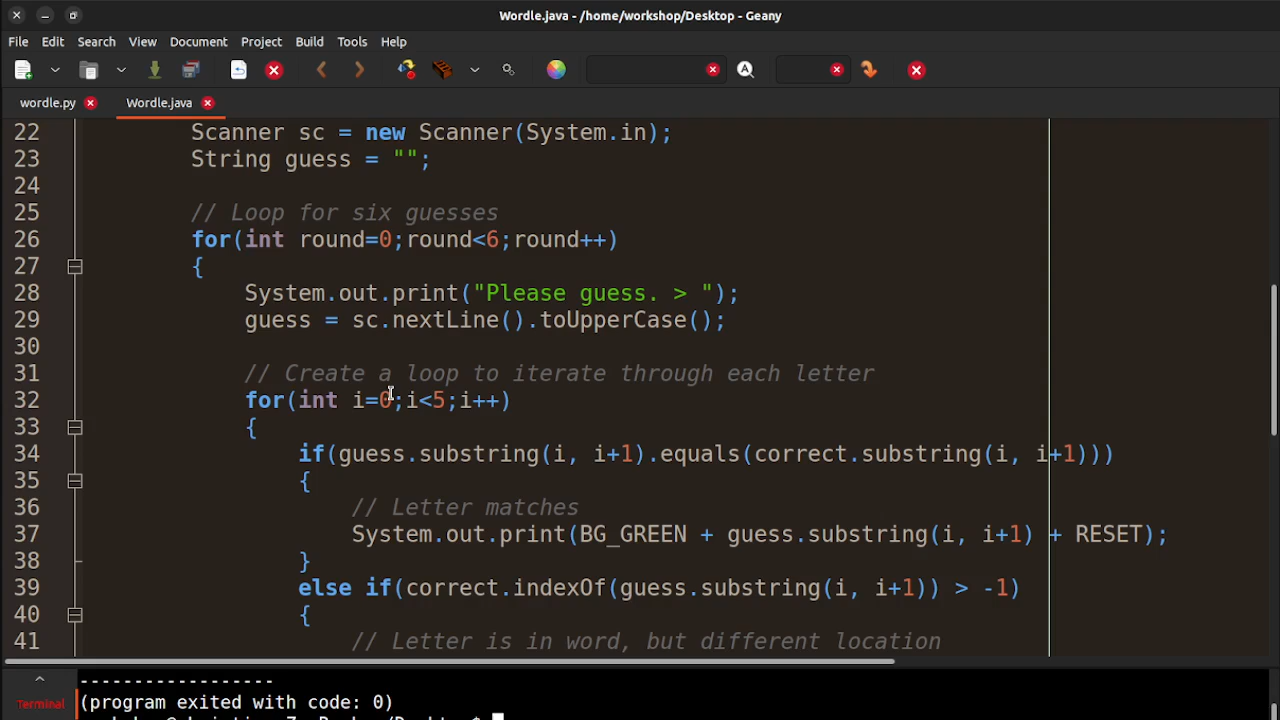 Wordle.java - /home/workshop/Desktop - Geany
File Edit Search View Document Project Build Tools Help
wordle.py Wordle.java
22 Scanner sc = new Scanner(System.in);
23 String guess = "";
24
25 // Loop for six guesses
26 for(int round=0;round<6;round++)
27 {
28 System.out.print("Please guess. > ");
29 guess = sc.nextLine().toUpperCase();
30
31 // Create a loop to iterate through each letter
32 for(int i=0;i<5;i++)
33 {
34 if(guess.substring(i, i+1).equals(correct.substring(i, i+1)))
35 {
36 // Letter matches
37 System.out.print(BG_GREEN + guess.substring(i, i+1) + RESET);
38 }
39 else if(correct.indexOf(guess.substring(i, i+1)) > -1)
40 {
41 // Letter is in word, but different location
------------------
Terminal (program exited with code: 0)